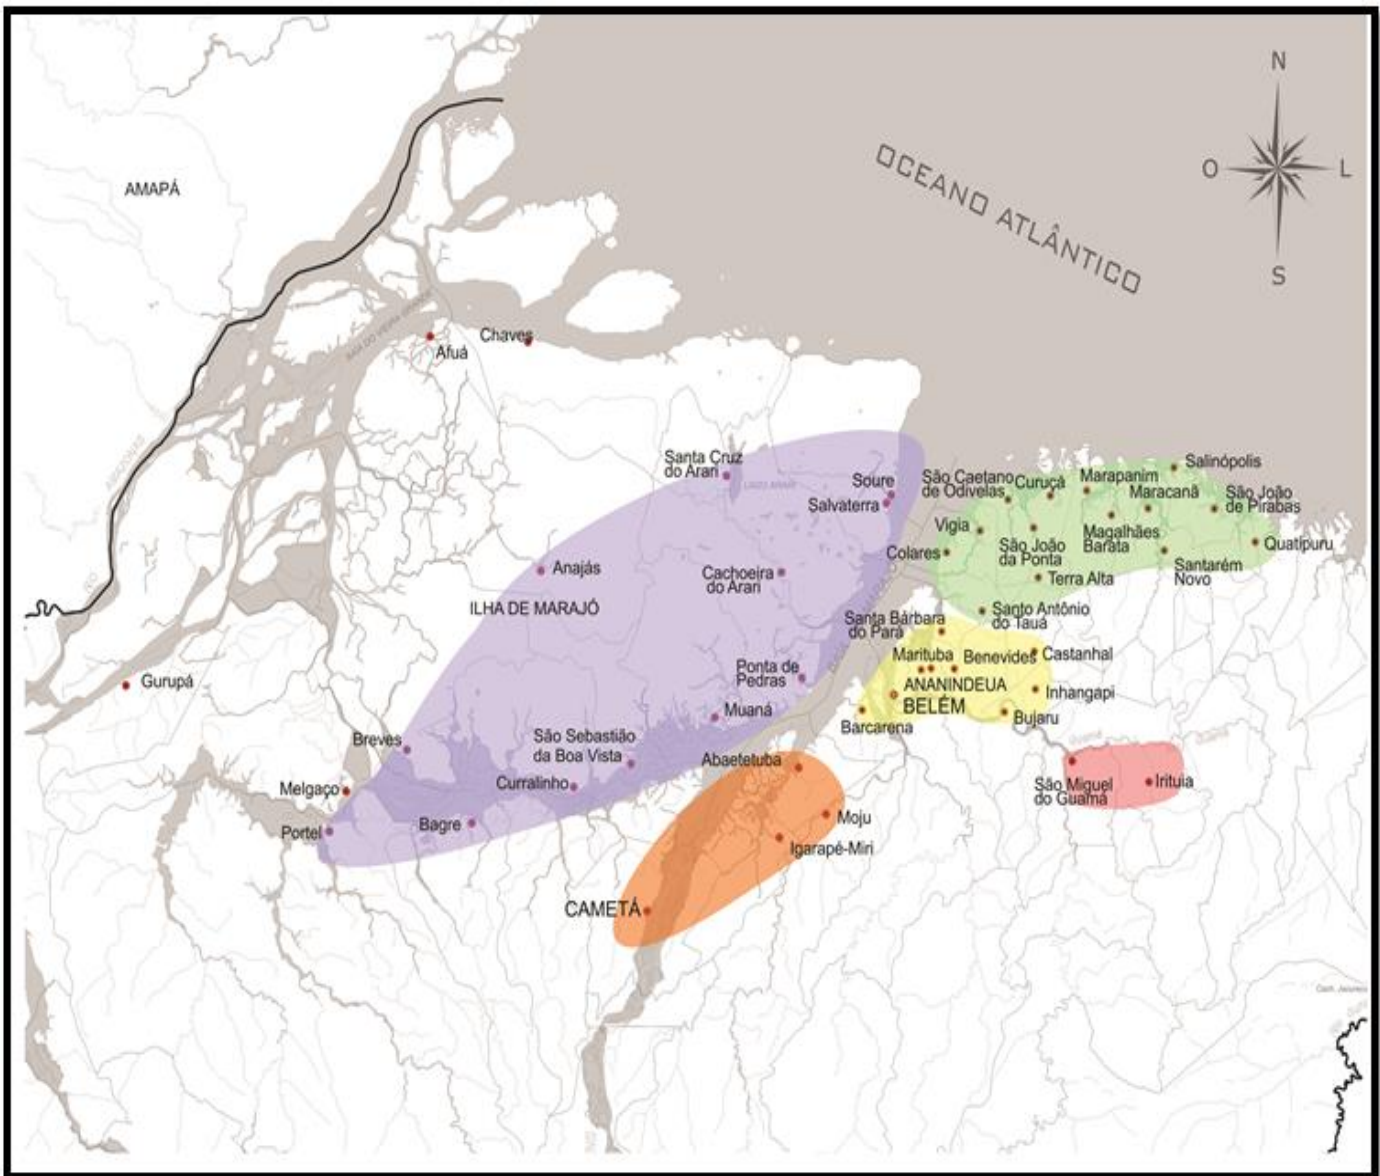 N
OCEANO ATLÂNTICO
O
L
S
AMAPÁ
Chaves
Afuá
Santa Cruz
do Arari
LAGO ARARI
Soure
Salvaterra
São Caetano
de Odivelas
Curuçá
Marapanim
Salinópolis
Maracanã
São João
de Pirabas
Vigia
Magalhães
Barata
Colares
São João
da Ponta
Quatipuru
Santarém
Novo
Terra Alta
Anajás
Cachoeira
do Arari
ILHA DE MARAJÓ
Santo Antônio
do Tauá
Santa Bárbara
do Pará
Marituba
Benevides
Castanhal
Ponta de
Pedras
ANANINDEUA
Inhangapi
BELÉM
Gurupá
Muaná
Barcarena
Bujaru
Breves
São Sebastião
da Boa Vista
Abaetetuba
Melgaço
Curralinho
São Miguel
do Guamá
Irituia
Portel
Bagre
Moju
Igarapé-Miri
CAMETÁ